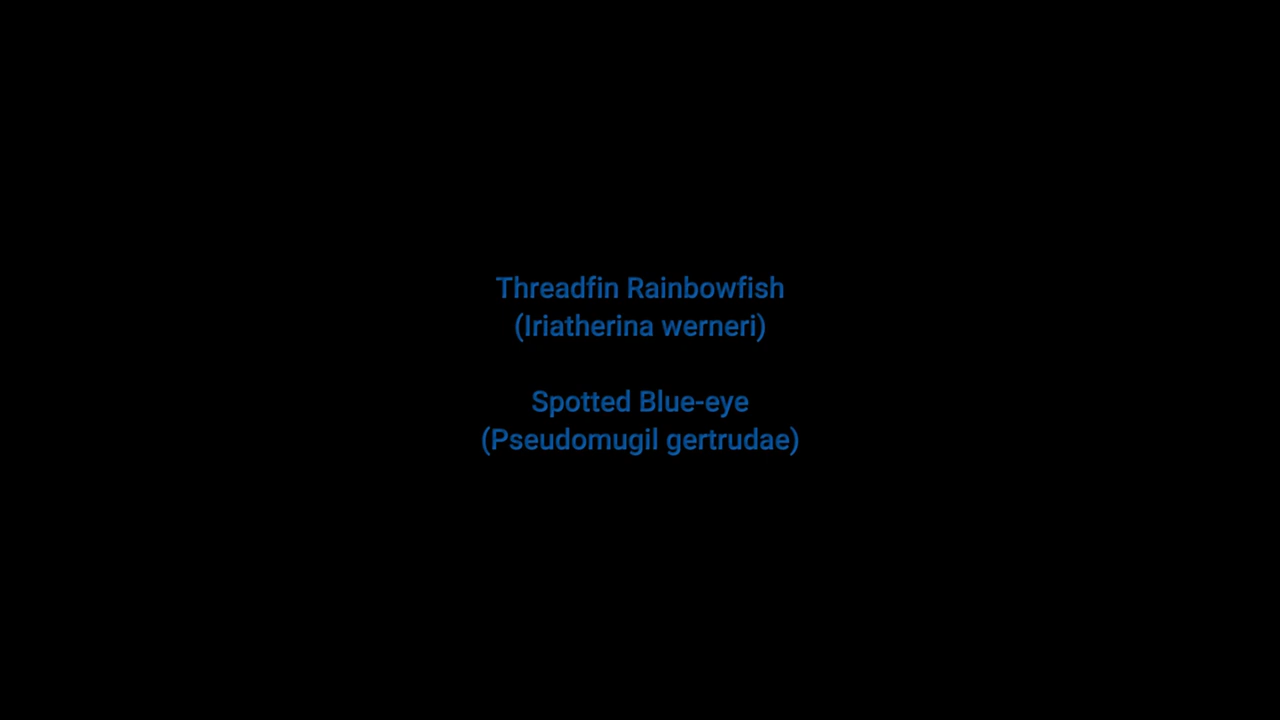 Threadfin Rainbowfish
(Iriatherina werneri)
Spotted Blue-eye
(Pseudomugil gertrudae)